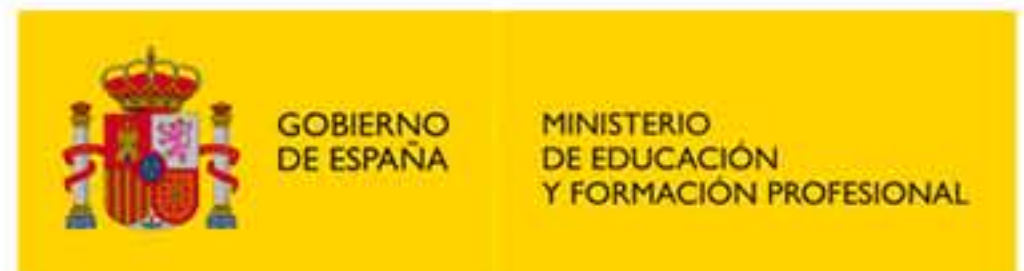 GOBIERNO
DE ESPAÑA
MINISTERIO
DE EDUCACIÓN
Y FORMACIÓN PROFESIONAL